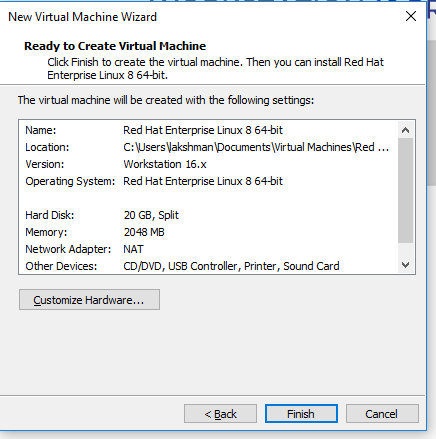 New Virtual Machine Wizard
Ready to Create Virtual Machine
Click Finish to create the virtual machine. Then you can install Red Hat
Enterprise Linux 8 64-bit.
The virtual machine will be created with the following settings:
Name: Red Hat Enterprise Linux 8 64-bit
Location: C:\Users\lakshman\Documents\Virtual Machines\Red ...
Version: Workstation 16.x
Operating System: Red Hat Enterprise Linux 8 64-bit
Hard Disk: 20 GB, Split
Memory: 2048 MB
Network Adapter: NAT
Other Devices: CD/DVD, USB Controller, Printer, Sound Card
Customize Hardware...
< Back Finish Cancel